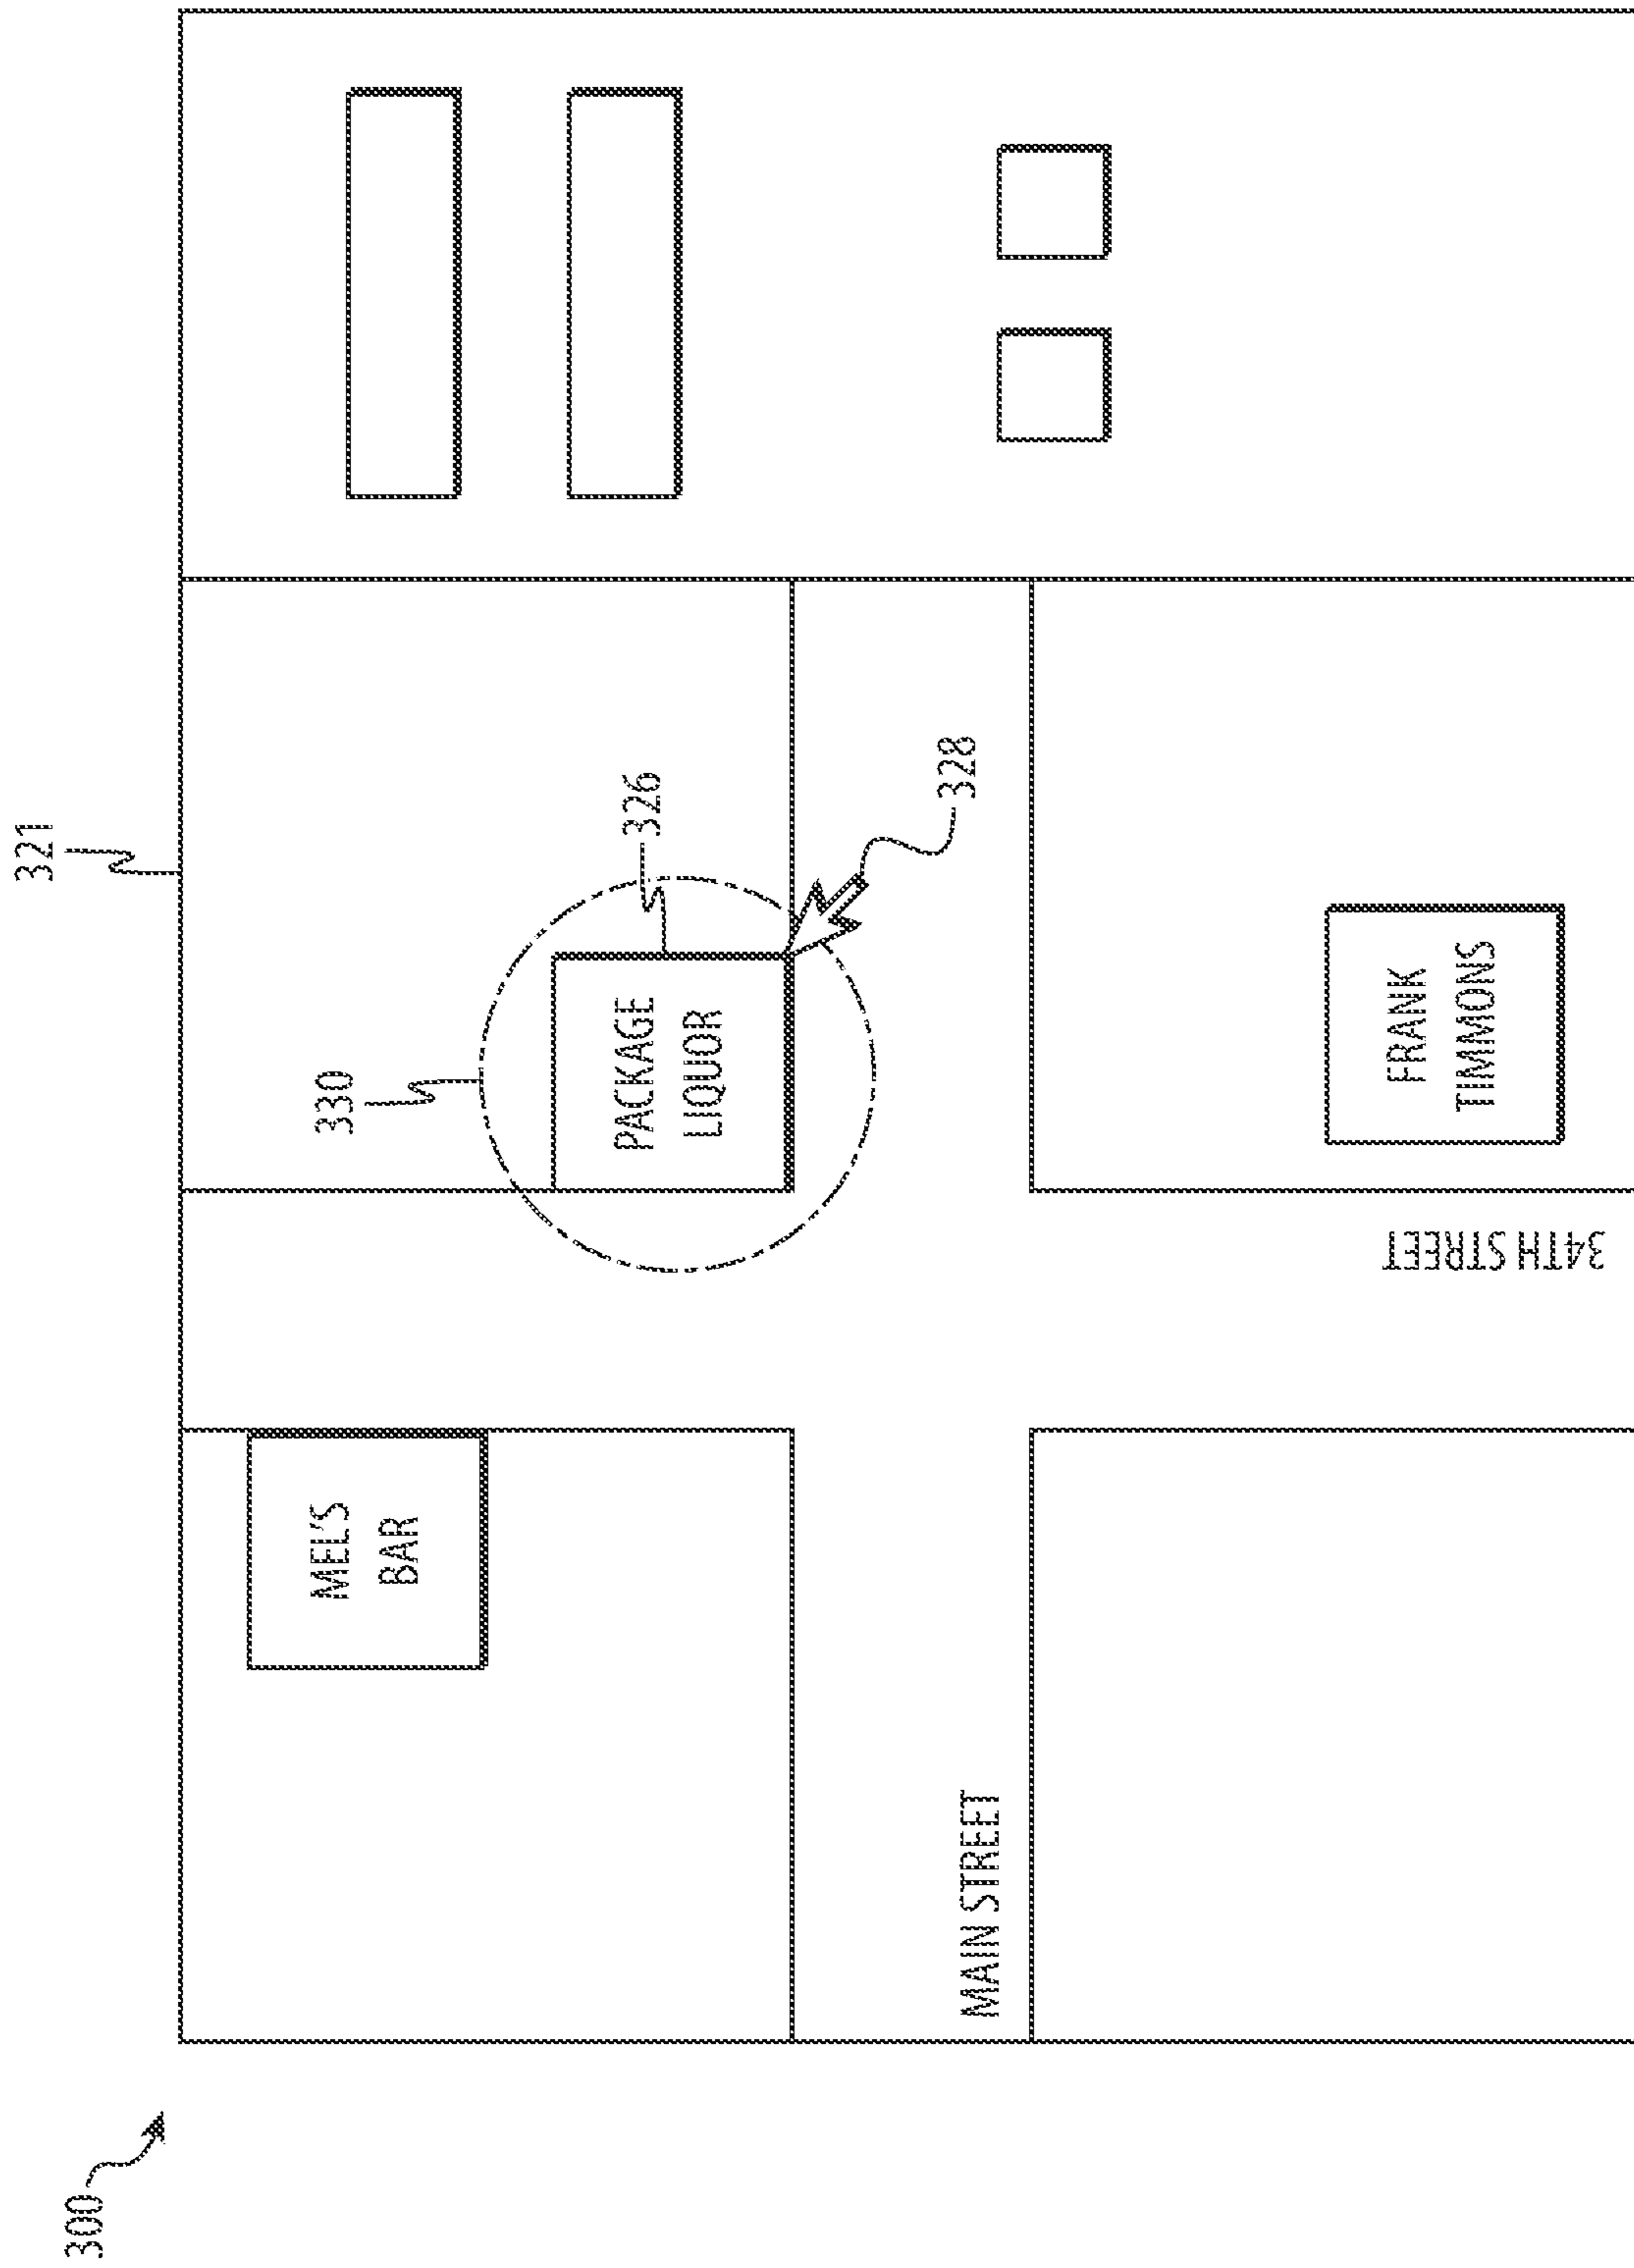 300
321
MEL'S
BAR
330
PACKAGE
LIQUOR
326
328
MAIN STREET
34TH STREET
FRANK
TIMMONS